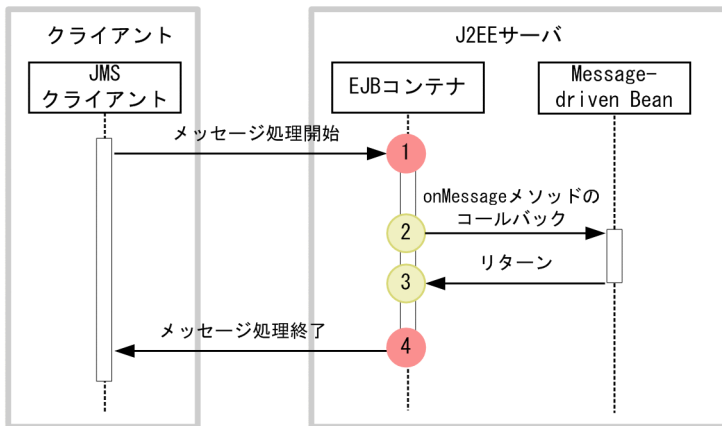 クライアント
J2EEサーバ
JMS
クライアント
EJBコンテナ
Message-
driven Bean
メッセージ処理開始
1
onMessageメソッドの
コールバック
2
リターン
3
メッセージ処理終了
4